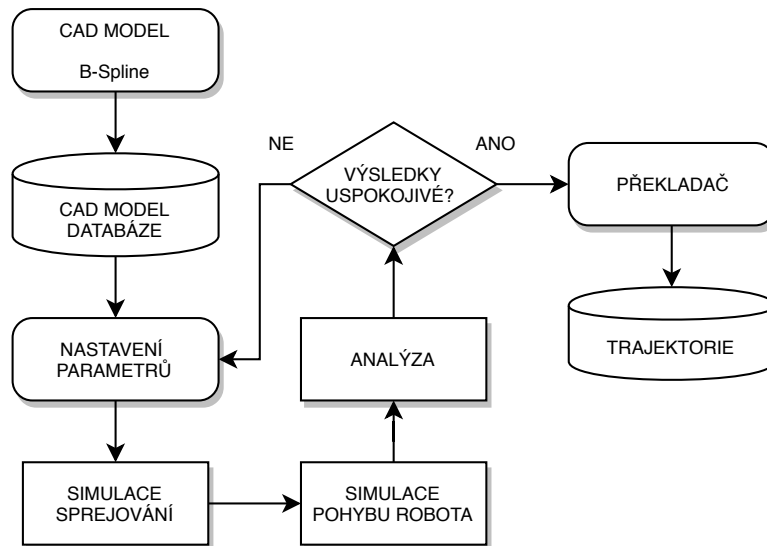 CAD MODEL
B-Spline
CAD MODEL
DATABÁZE
NASTAVENÍ
PARAMETRŮ
SIMULACE
SPREJOVÁNÍ
SIMULACE
POHYBU ROBOTA
ANALÝZA
VÝSLEDKY
USPOKOJIVÉ?
NE
ANO
PŘEKLADAČ
TRAJEKTORIE